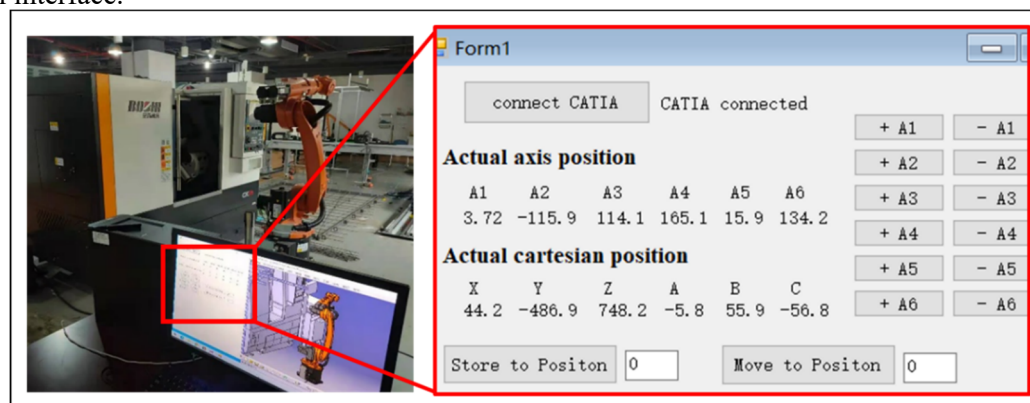 Form1
connect CATIA CATIA connected
+ A1 - A1
Actual axis position
+ A2 - A2
A1 A2 A3 A4 A5 A6
+ A3 - A3
3.72 -115.9 114.1 165.1 15.9 134.2
+ A4 - A4
Actual cartesian position
+ A5 - A5
X Y Z A B C
44.2 -486.9 748.2 -5.8 55.9 -56.8
+ A6 - A6
Store to Positon 0 Move to Positon 0